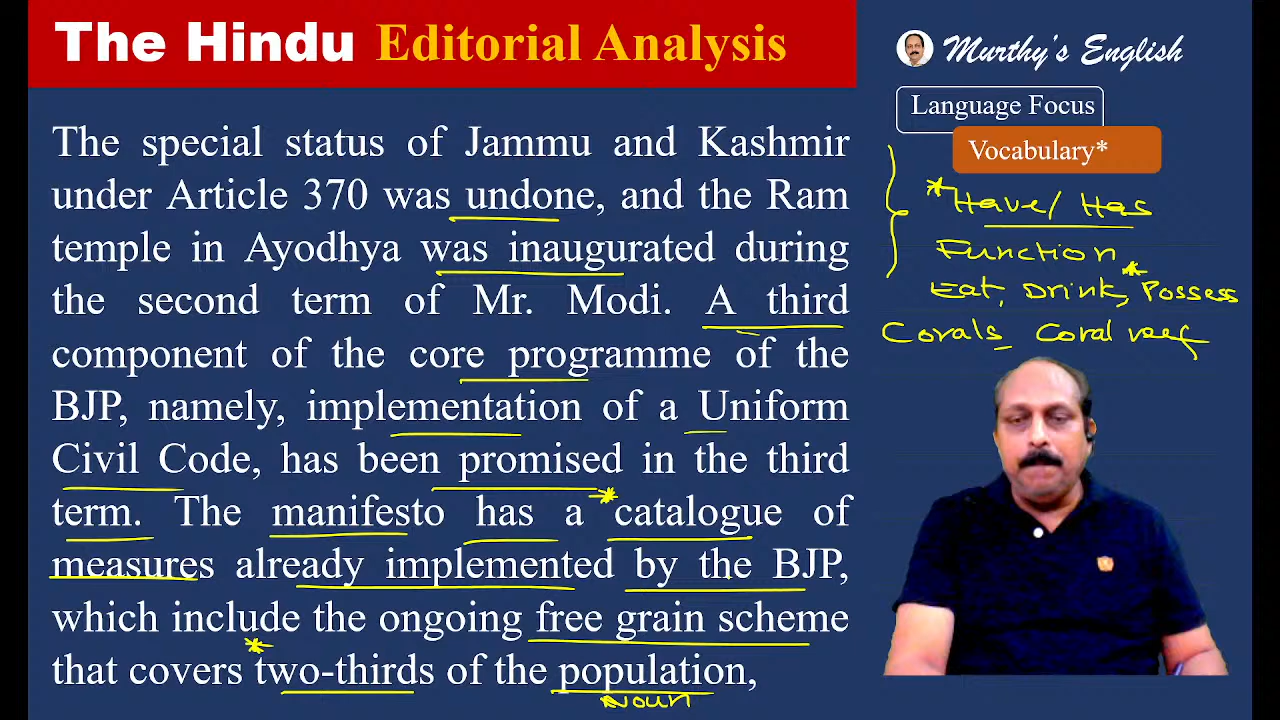 The Hindu Editorial Analysis
The special status of Jammu and Kashmir
under Article 370 was undone, and the Ram
temple in Ayodhya was inaugurated during
the second term of Mr. Modi. A third
component of the core programme of the
BJP, namely, implementation of a Uniform
Civil Code, has been promised in the third
term. The manifesto has a *catalogue of
measures already implemented by the BJP,
which include the ongoing free grain scheme
that covers *two-thirds of the population,
Noun
Murthy's English
Language Focus
Vocabulary*
*Have/ Has
Function
Eat, Drink, *Possess
Corals Coral reef